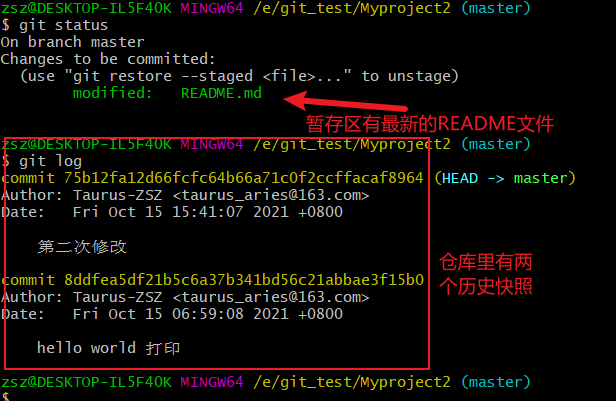 zsz@DESKTOP-IL5F4OK MINGW64 /e/git_test/Myproject2 (master)
$ git status
On branch master
Changes to be committed:
(use "git restore --staged <file>..." to unstage)
modified: README.md
暂存区有最新的README文件
zsz@DESKTOP-IL5F4OK MINGW64 /e/git_test/Myproject2 (master)
$ git log
commit 75b12fa12d66fcfc64b66a71c0f2ccffacaf8964 (HEAD -> master)
Author: Taurus-ZSZ <taurus_aries@163.com>
Date: Fri Oct 15 15:41:07 2021 +0800
第二次修改
仓库里有两
个历史快照
commit 8ddfea5df21b5c6a37b341bd56c21abbae3f15b0
Author: Taurus-ZSZ <taurus_aries@163.com>
Date: Fri Oct 15 06:59:08 2021 +0800
hello world 打印
zsz@DESKTOP-IL5F4OK MINGW64 /e/git_test/Myproject2 (master)
$